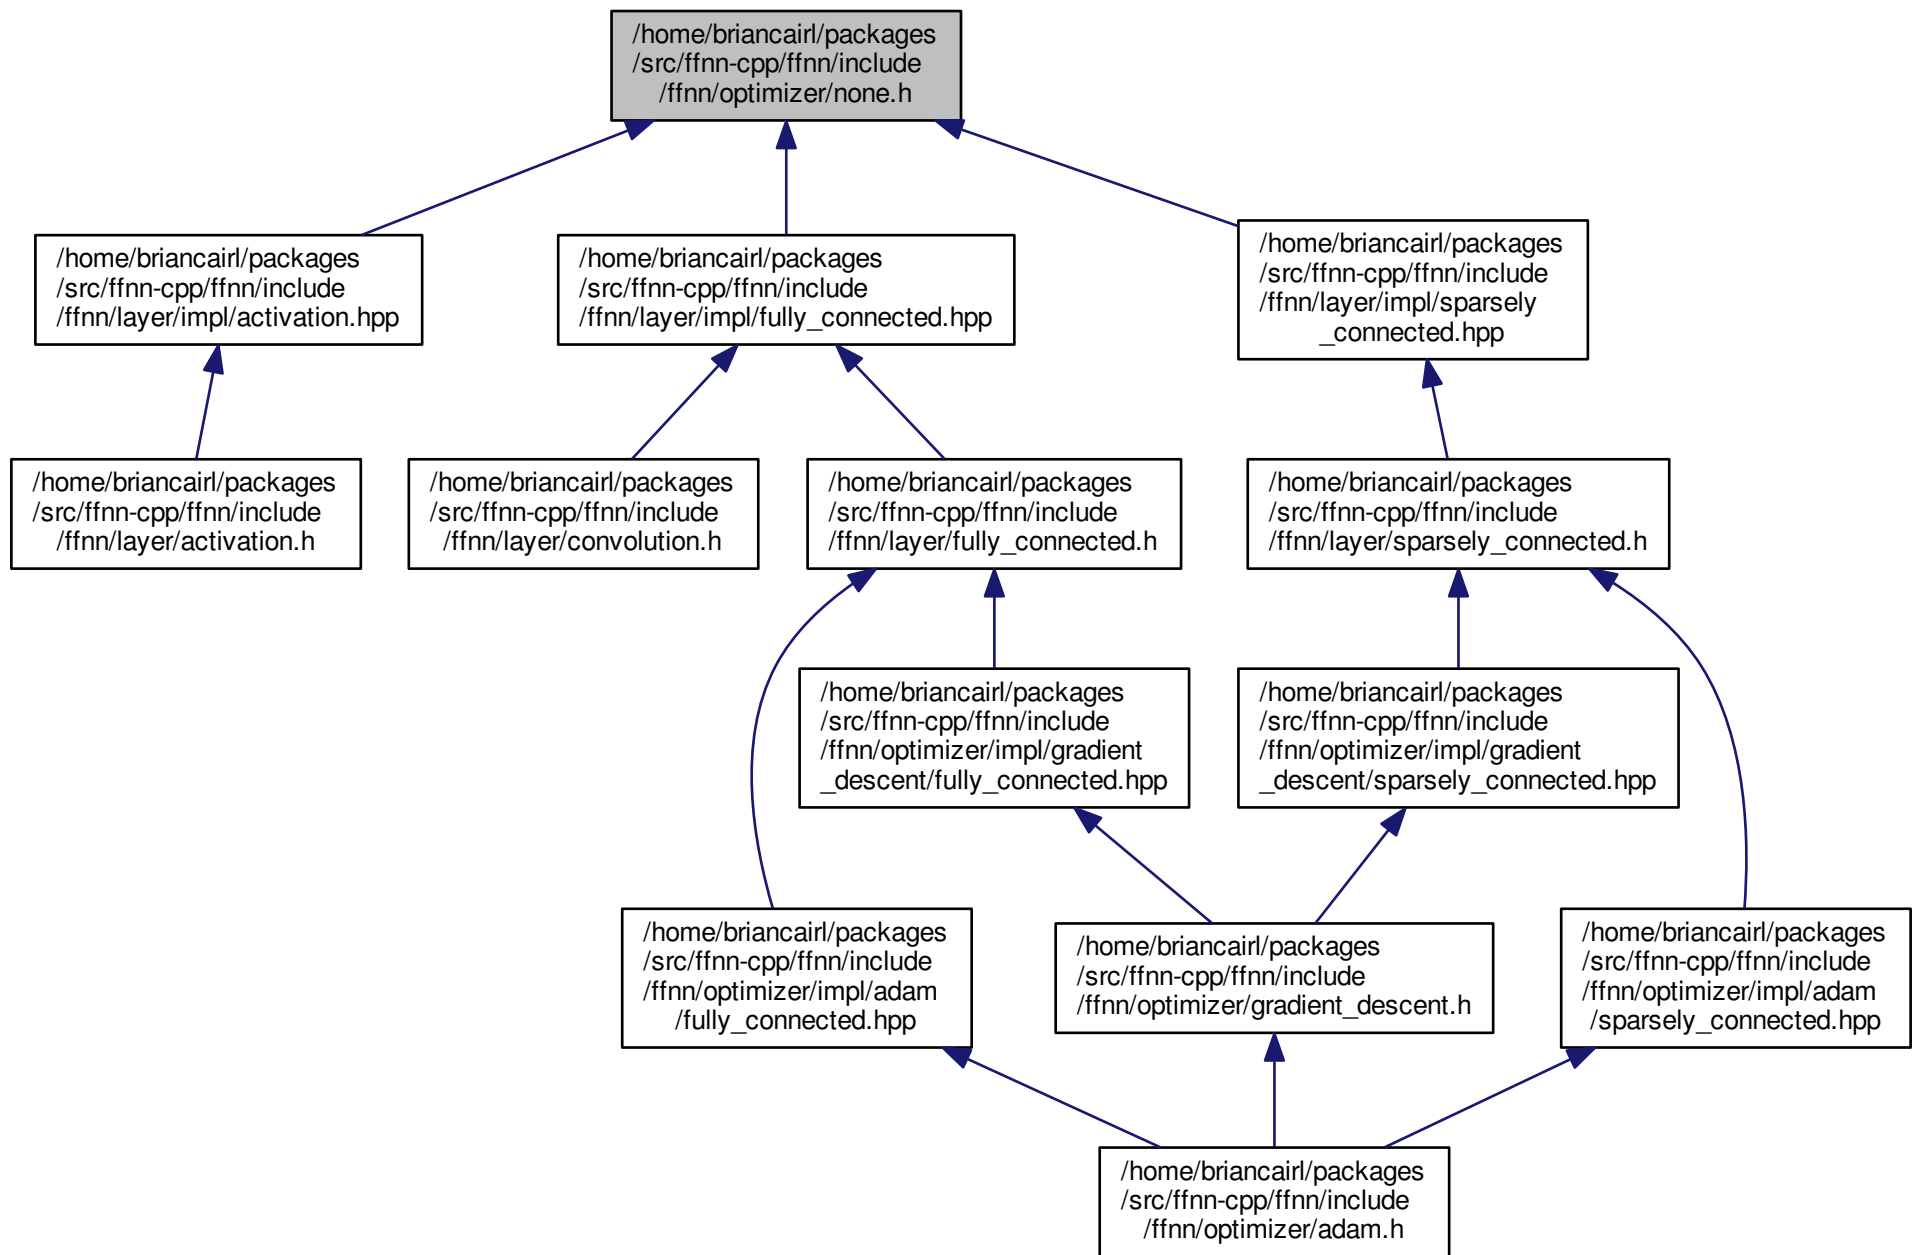 /home/briancairl/packages
/src/ffnn-cpp/ffnn/include
/ffnn/optimizer/none.h
/home/briancairl/packages
/src/ffnn-cpp/ffnn/include
/ffnn/layer/impl/activation.hpp
/home/briancairl/packages
/src/ffnn-cpp/ffnn/include
/ffnn/layer/impl/fully_connected.hpp
/home/briancairl/packages
/src/ffnn-cpp/ffnn/include
/ffnn/layer/impl/sparsely
_connected.hpp
/home/briancairl/packages
/src/ffnn-cpp/ffnn/include
/ffnn/layer/activation.h
/home/briancairl/packages
/src/ffnn-cpp/ffnn/include
/ffnn/layer/convolution.h
/home/briancairl/packages
/src/ffnn-cpp/ffnn/include
/ffnn/layer/fully_connected.h
/home/briancairl/packages
/src/ffnn-cpp/ffnn/include
/ffnn/layer/sparsely_connected.h
/home/briancairl/packages
/src/ffnn-cpp/ffnn/include
/ffnn/optimizer/impl/gradient
_descent/fully_connected.hpp
/home/briancairl/packages
/src/ffnn-cpp/ffnn/include
/ffnn/optimizer/impl/gradient
_descent/sparsely_connected.hpp
/home/briancairl/packages
/src/ffnn-cpp/ffnn/include
/ffnn/optimizer/impl/adam
/fully_connected.hpp
/home/briancairl/packages
/src/ffnn-cpp/ffnn/include
/ffnn/optimizer/gradient_descent.h
/home/briancairl/packages
/src/ffnn-cpp/ffnn/include
/ffnn/optimizer/impl/adam
/sparsely_connected.hpp
/home/briancairl/packages
/src/ffnn-cpp/ffnn/include
/ffnn/optimizer/adam.h